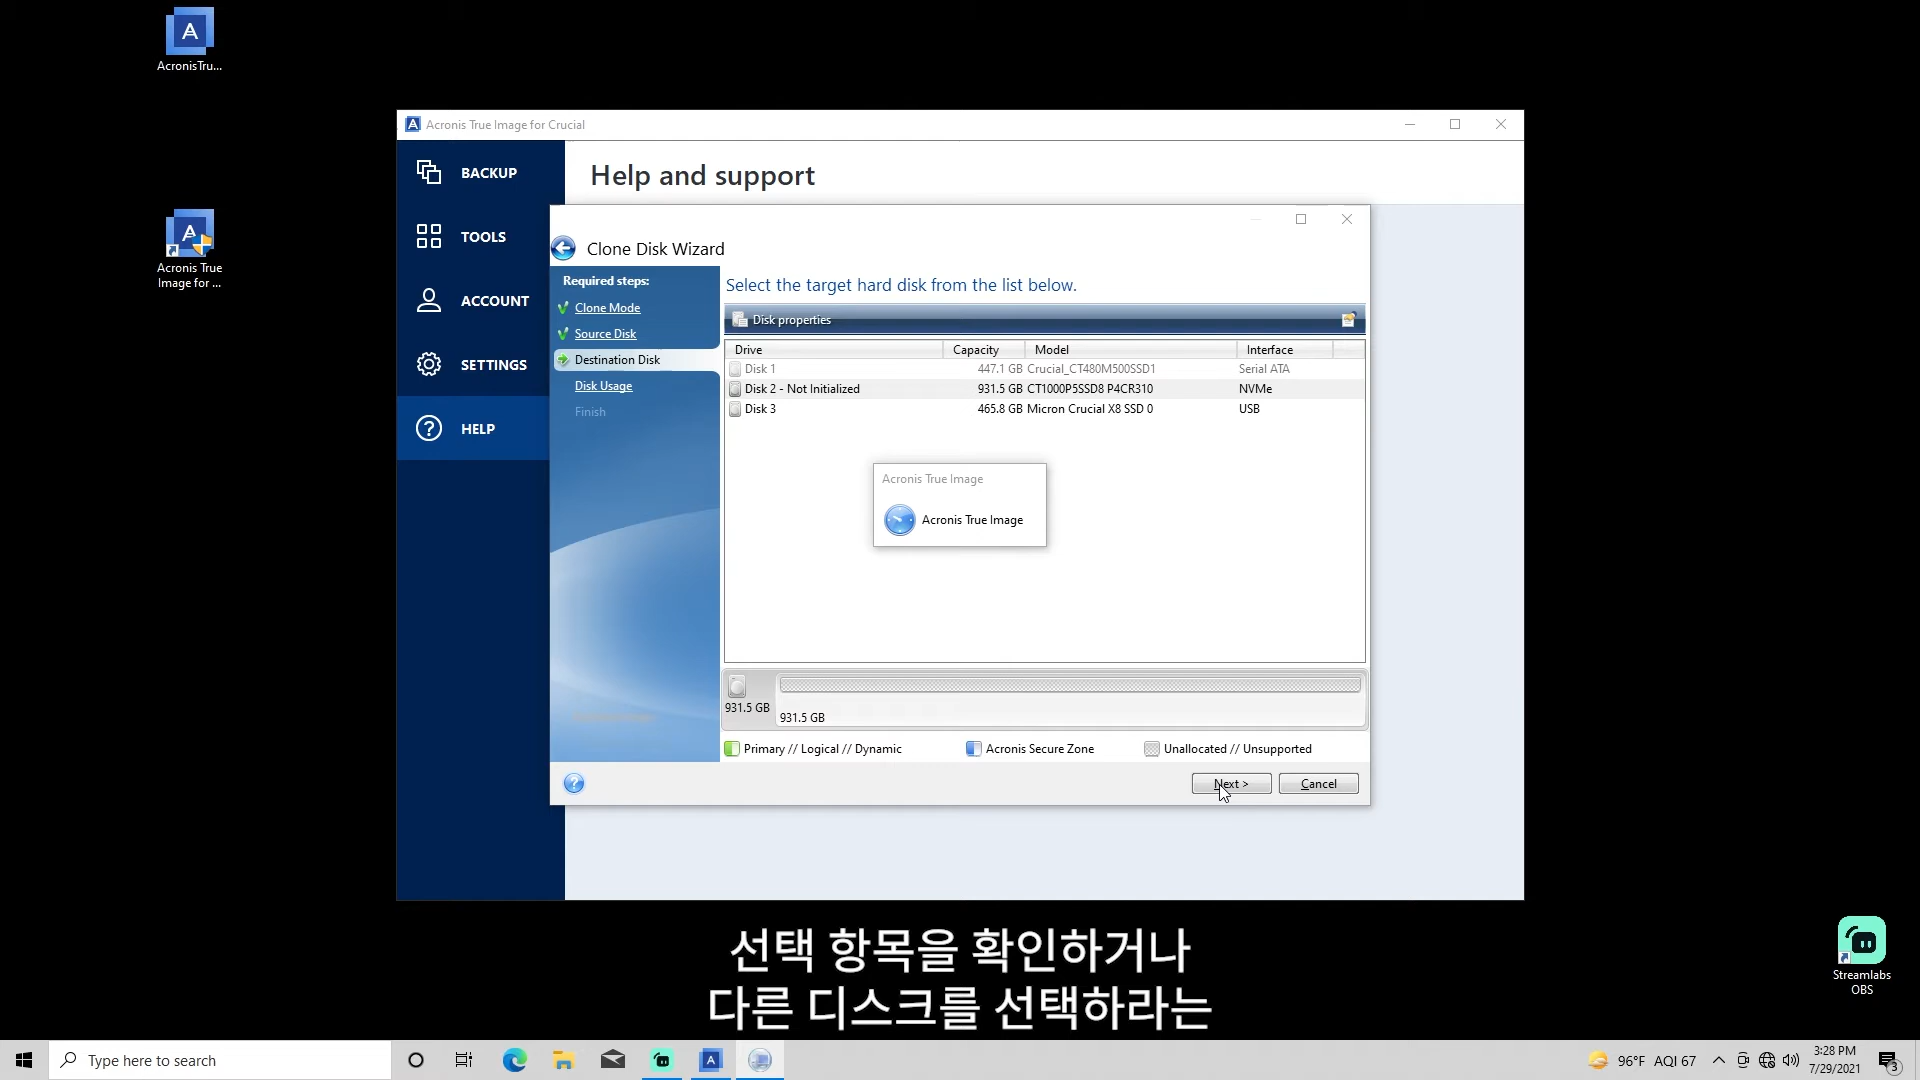 AcronisTru...
Acronis True
Image for ...
Acronis True Image for Crucial
BACKUP
TOOLS
ACCOUNT
SETTINGS
HELP
Help and support
Clone Disk Wizard
Required steps:
Clone Mode
Source Disk
Destination Disk
Disk Usage
Finish
Select the target hard disk from the list below.
Disk properties
Drive Capacity Model Interface
Disk 1 447.1 GB Crucial_CT480M500SSD1 Serial ATA
Disk 2 - Not Initialized 931.5 GB CT1000P5SSD8 P4CR310 NVMe
Disk 3 465.8 GB Micron Crucial X8 SSD 0 USB
Acronis True Image
Acronis True Image
931.5 GB
931.5 GB
Primary // Logical // Dynamic Acronis Secure Zone Unallocated // Unsupported
Next > Cancel
선택 항목을 확인하거나
다른 디스크를 선택하라는
Streamlabs
OBS
Type here to search
96°F AQI 67
3:28 PM
7/29/2021
3